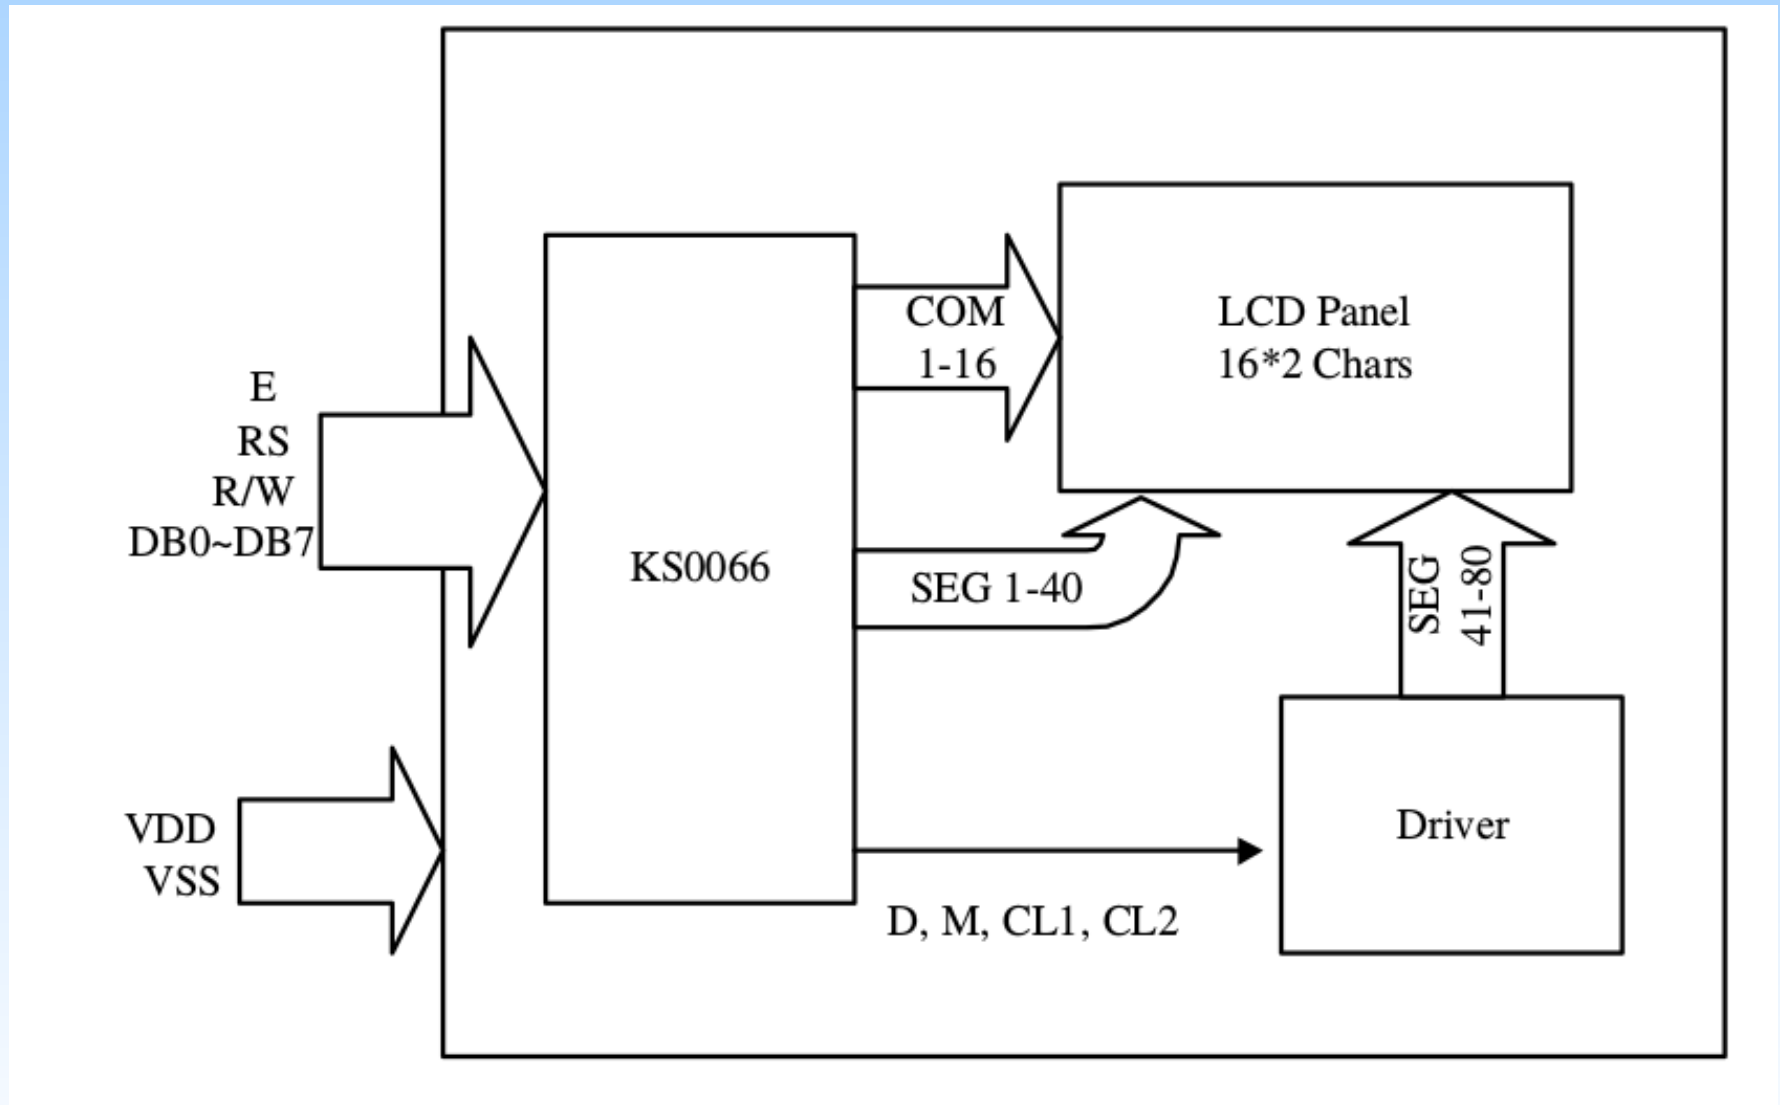 E
RS
R/W
DB0~DB7
VDD
VSS
KS0066
COM
1-16
SEG 1-40
D, M, CL1, CL2
LCD Panel
16*2 Chars
SEG
41-80
Driver